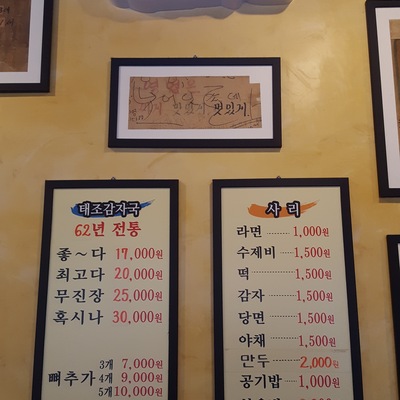 맛있게
맛있게
태조감자국
62년 전통
좋~다 17,000원
최고다 20,000원
무진장 25,000원
혹시나 30,000원
3개 7,000원
뼈추가 4개 9,000원
5개 10,000원
사리
라면 ······ 1,000원
수제비 ····· 1,500원
떡 ········ 1,500원
감자 ······ 1,500원
당면 ······ 1,500원
야채 ······ 1,500원
만두 ······ 2,000원
공기밥 ····· 1,000원